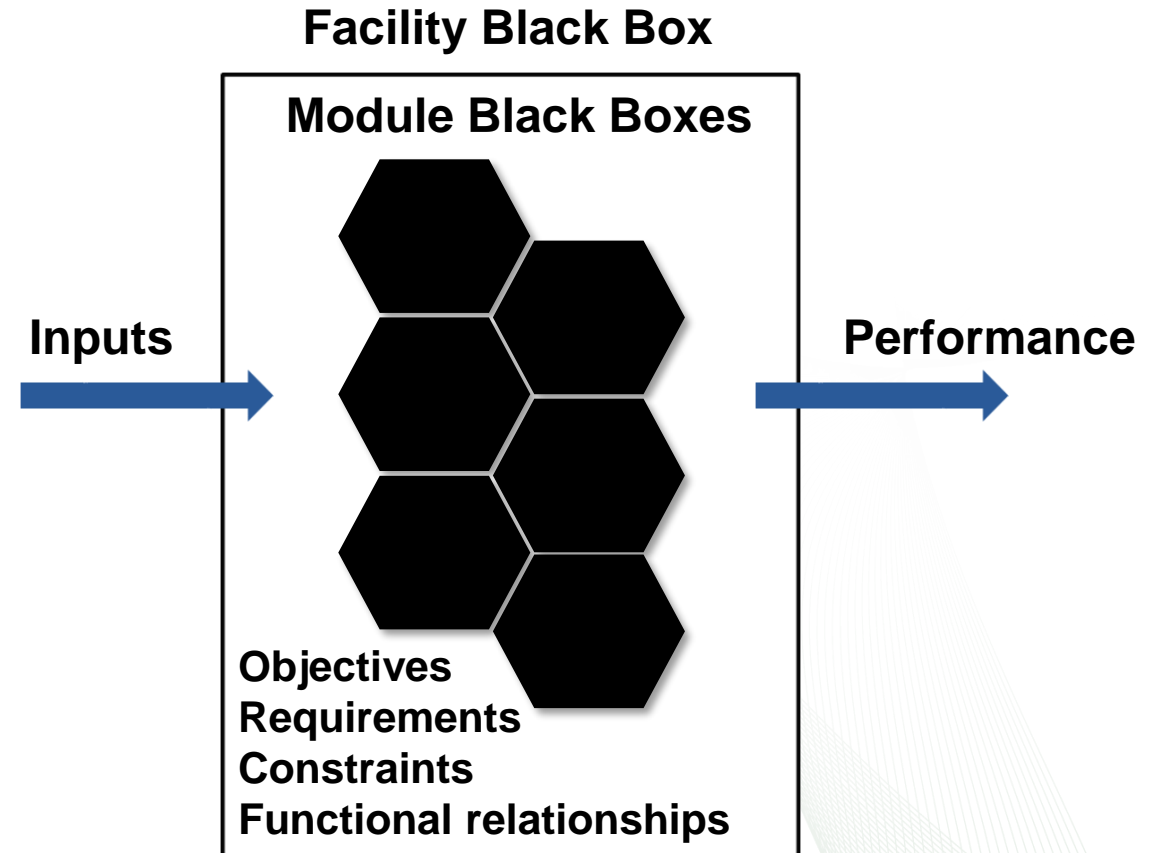 Facility Black Box
Module Black Boxes
Inputs
Performance
Objectives
Requirements
Constraints
Functional relationships